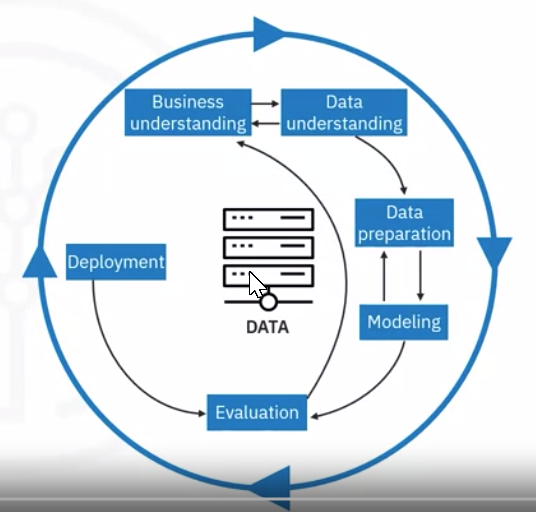 Business
understanding
Data
understanding
Data
preparation
Deployment
DATA
Modeling
Evaluation